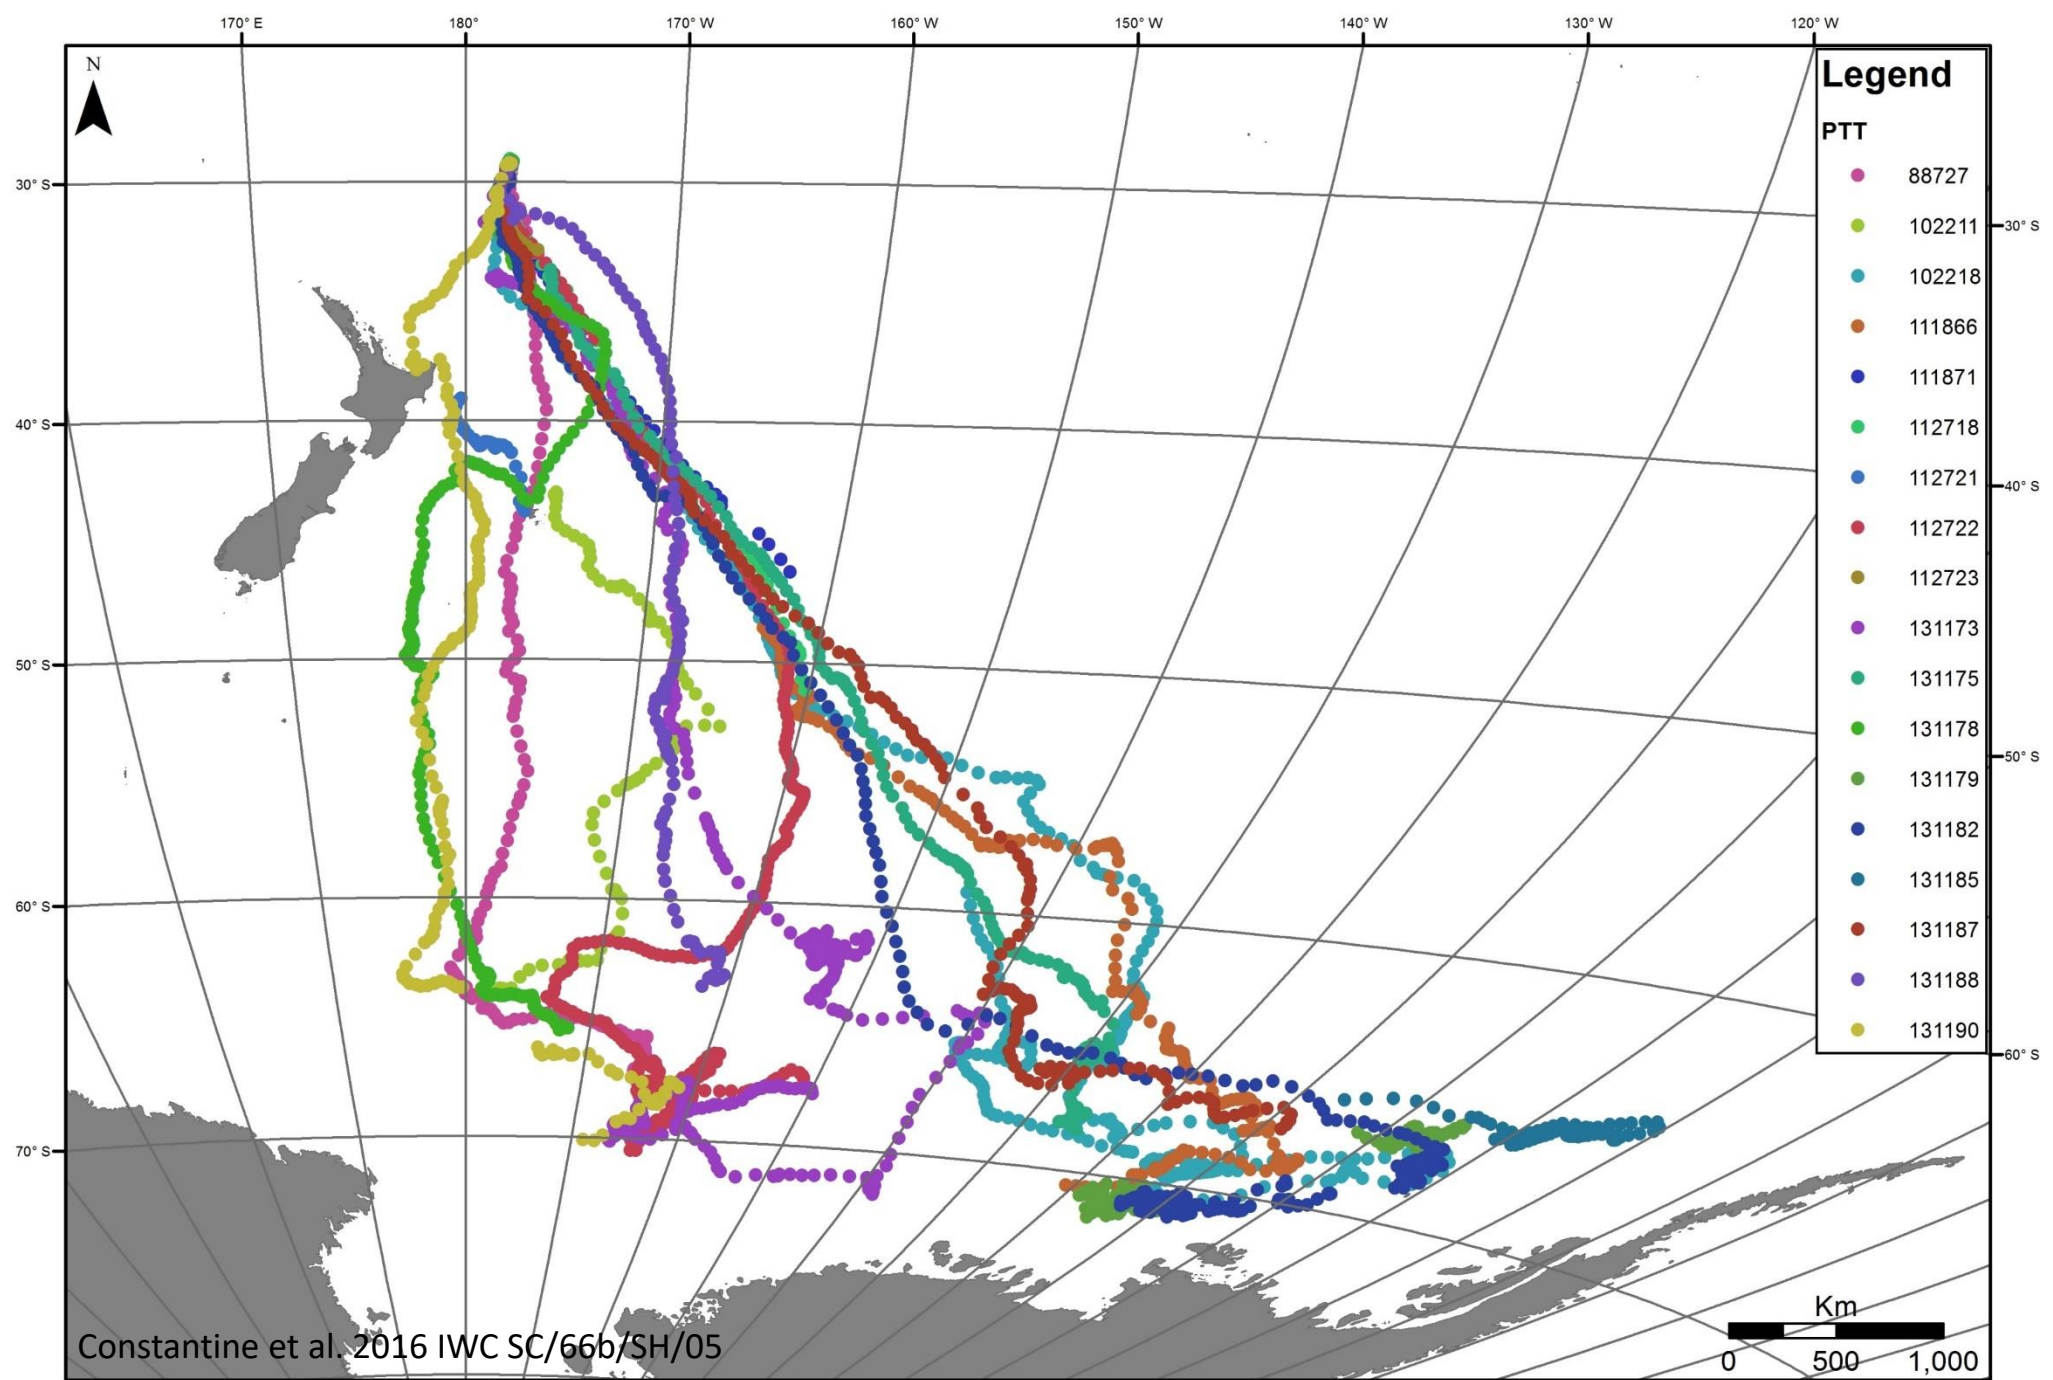 170° E 180° 170° W 160° W 150° W 140° W 130° W 120° W
N
Legend
PTT
88727
102211
102218
111866
111871
112718
112721
112722
112723
131173
131175
131178
131179
131182
131185
131187
131188
131190
30° S
40° S
50° S
60° S
70° S
30° S
40° S
50° S
60° S
Km
0 500 1,000
Constantine et al. 2016 IWC SC/66b/SH/05